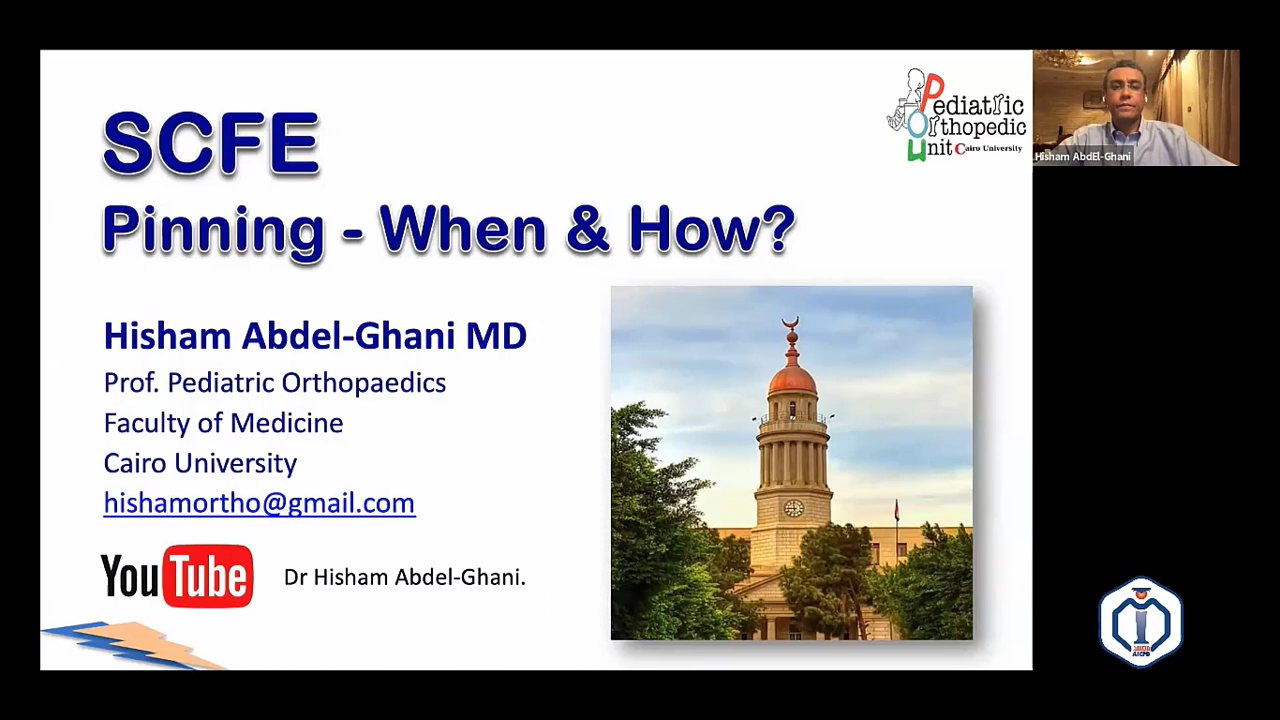 SCFE
Pinning - When & How?
Hisham Abdel-Ghani MD
Prof. Pediatric Orthopaedics
Faculty of Medicine
Cairo University
hishamortho@gmail.com
YouTube
Dr Hisham Abdel-Ghani.
Pediatric
Orthopedic
Unit Cairo University
Hisham AbdEl-Ghani